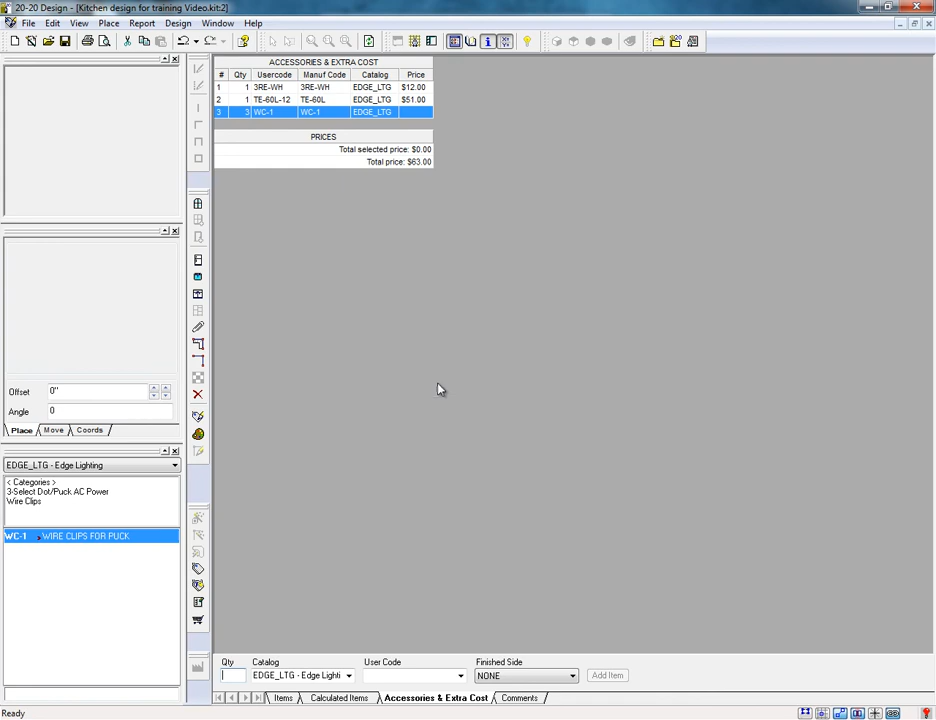 20-20 Design - [Kitchen design for training Video.kit:2]
File Edit View Place Report Design Window Help
ACCESSORIES & EXTRA COST
# Qty Usercode Manuf Code Catalog Price
1 1 3RE-WH 3RE-WH EDGE_LTG $12.00
2 1 TE-60L-12 TE-60L EDGE_LTG $51.00
3 3 WC-1 WC-1 EDGE_LTG
PRICES
Total selected price: $0.00
Total price: $63.00
Offset 0"
Angle 0
Place Move Coords
EDGE_LTG - Edge Lighting
< Categories >
3-Select Dot/Puck AC Power
Wire Clips
WC-1 WIRE CLIPS FOR PUCK
Qty Catalog User Code Finished Side
EDGE_LTG - Edge Lighti NONE Add Item
Items Calculated Items Accessories & Extra Cost Comments
Ready